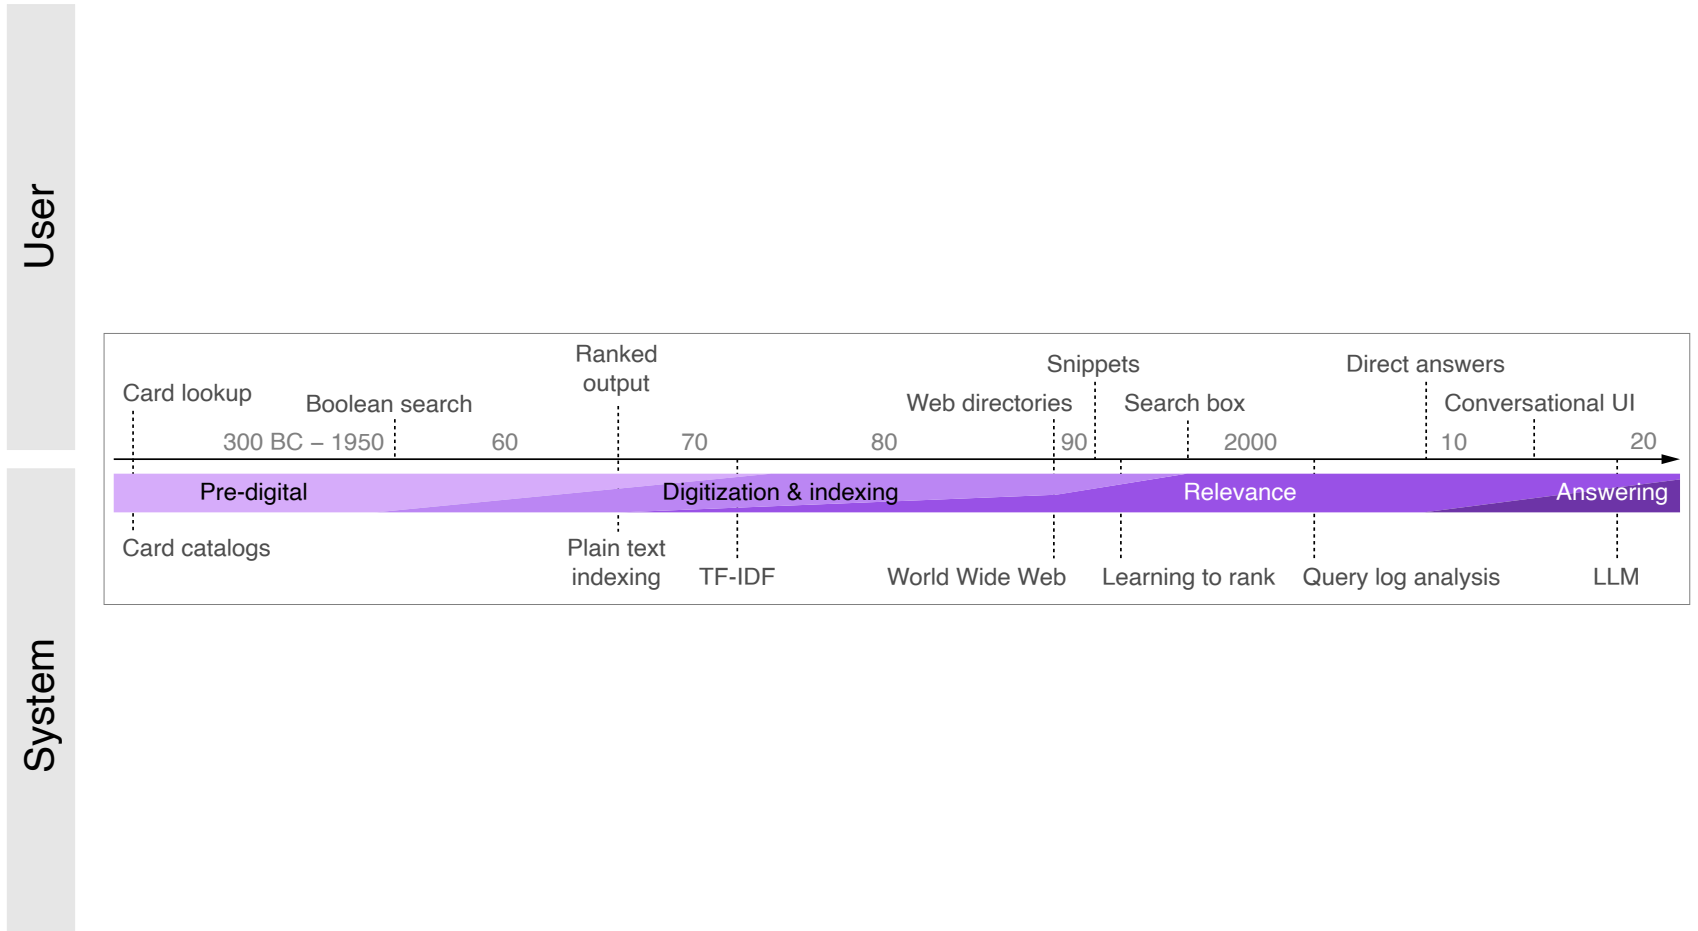 User
Ranked
output
Snippets
Direct answers
Card lookup
Boolean search
Web directories
Search box
Conversational UI
300 BC – 1950
60
70
80
90
2000
10
20
Pre-digital
Digitization & indexing
Relevance
Answering
Card catalogs
Plain text
indexing
TF-IDF
World Wide Web
Learning to rank
Query log analysis
LLM
System